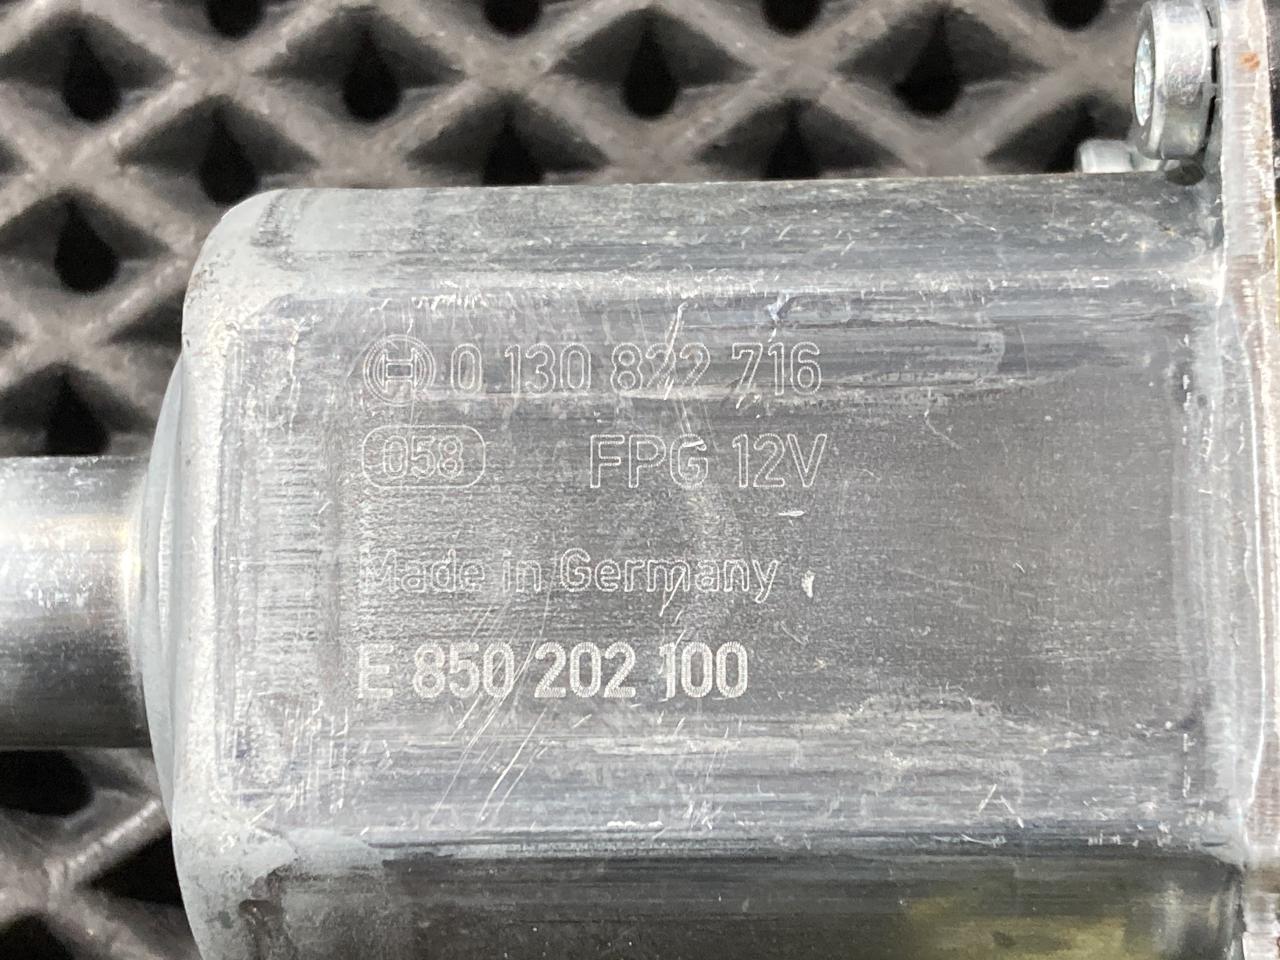 0 130 822 716
058 FPG 12V
Made in Germany
E 850 202 100